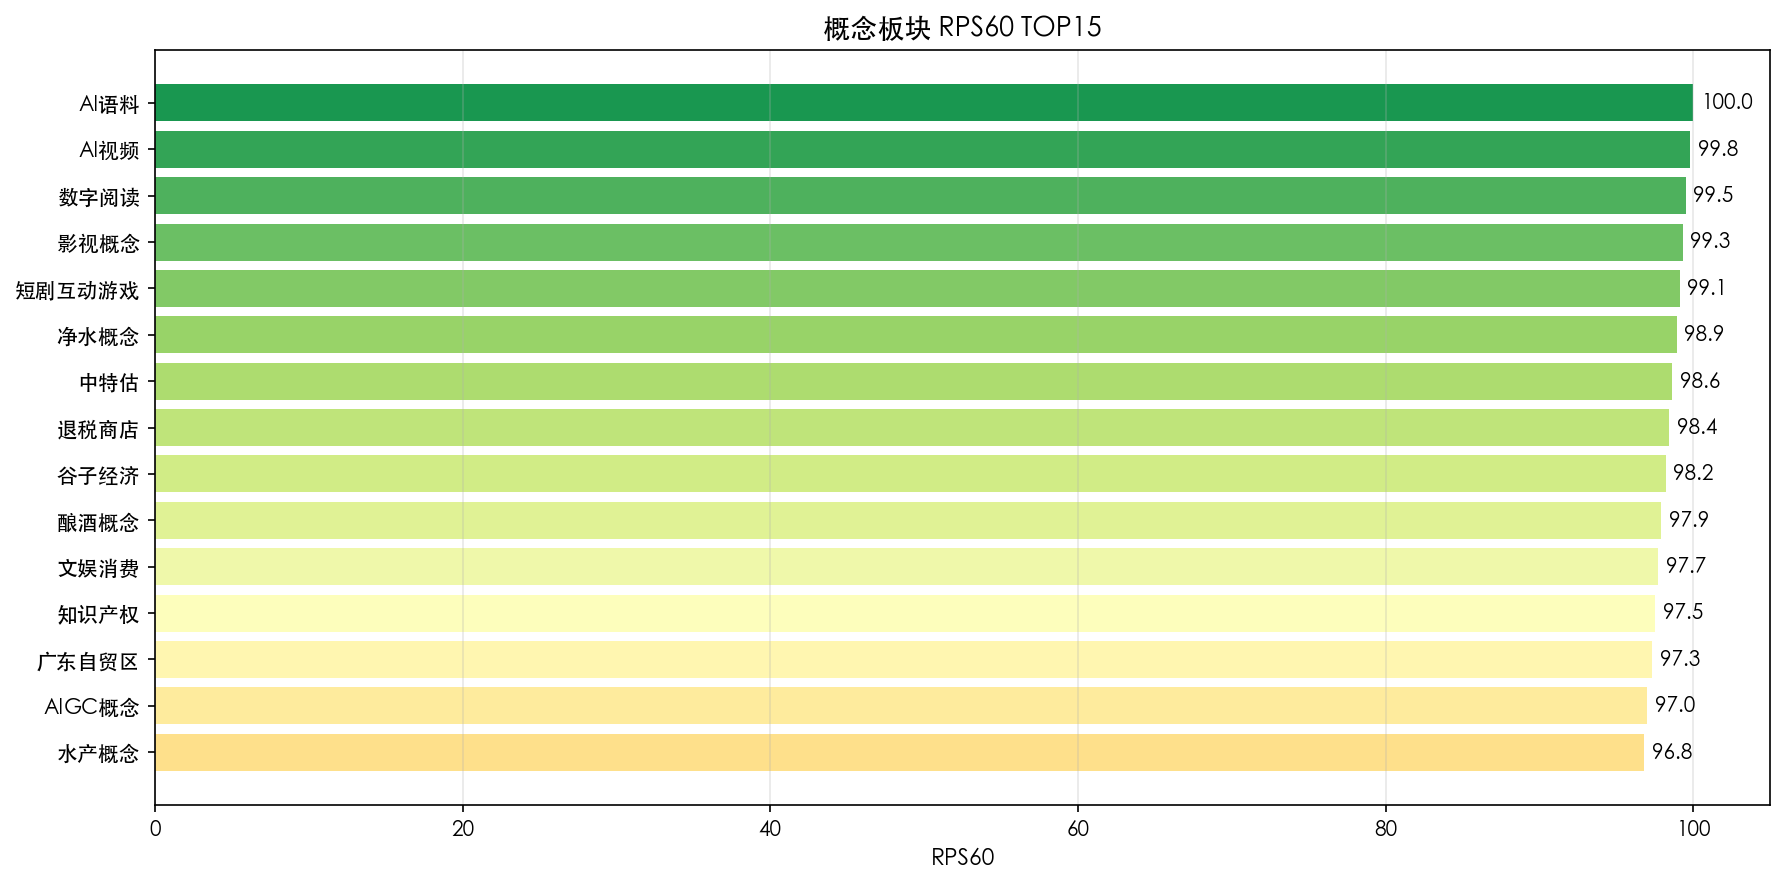 概念板块 RPS60 TOP15
AI语料 100.0
AI视频 99.8
数字阅读 99.5
影视概念 99.3
短剧互动游戏 99.1
净水概念 98.9
中特估 98.6
退税商店 98.4
谷子经济 98.2
酿酒概念 97.9
文娱消费 97.7
知识产权 97.5
广东自贸区 97.3
AIGC概念 97.0
水产概念 96.8
0 20 40 60 80 100
RPS60